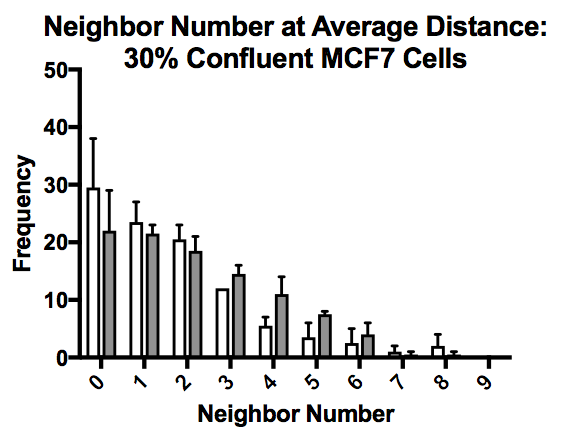 Neighbor Number at Average Distance:
30% Confluent MCF7 Cells
50
40
30
20
10
0
Frequency
0 1 2 3 4 5 6 7 8 9
Neighbor Number